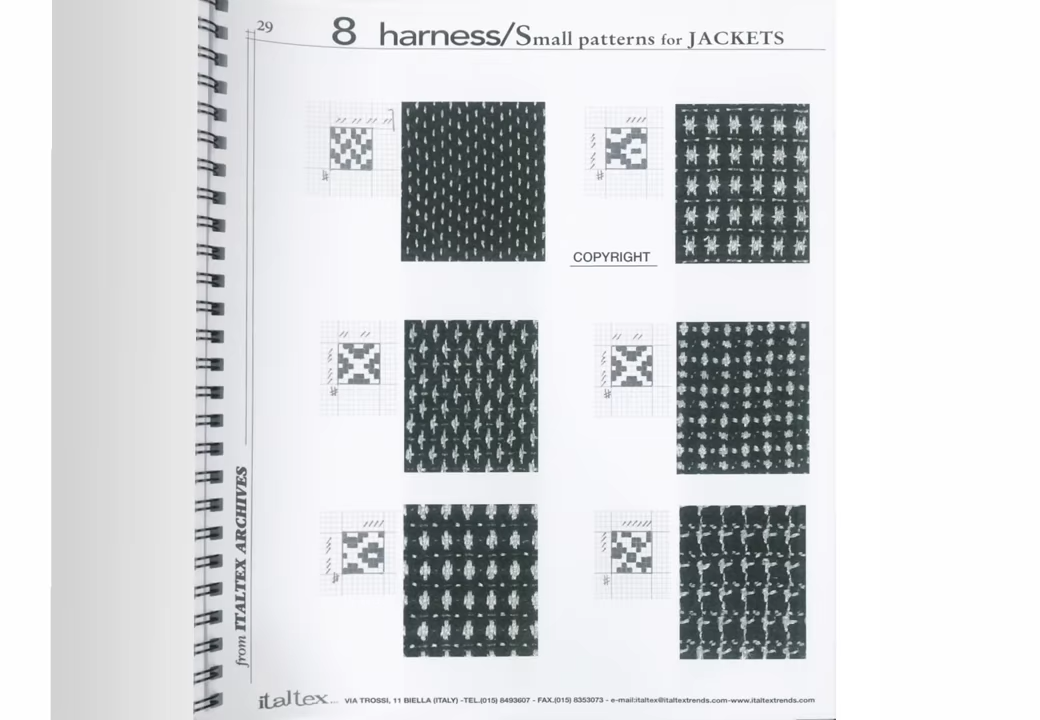 29
8 harness/Small patterns for JACKETS
COPYRIGHT
from ITALTEX ARCHIVES
italtex VIA TROSSI, 11 BIELLA (ITALY) -TEL.(015) 8493607 - FAX.(015) 8353073 - e-mail:italtex@italtextrends.com-www.italtextrends.com